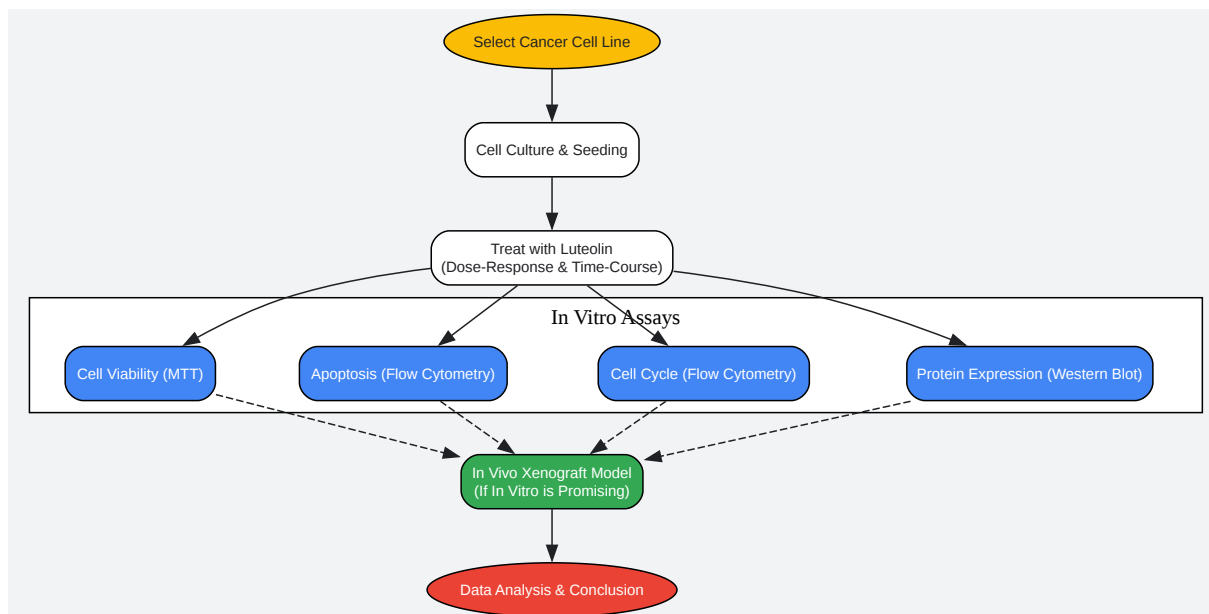 Select Cancer Cell Line
Cell Culture & Seeding
Treat with Luteolin
(Dose-Response & Time-Course)
In Vitro Assays
Cell Viability (MTT)
Apoptosis (Flow Cytometry)
Cell Cycle (Flow Cytometry)
Protein Expression (Western Blot)
In Vivo Xenograft Model
(If In Vitro is Promising)
Data Analysis & Conclusion